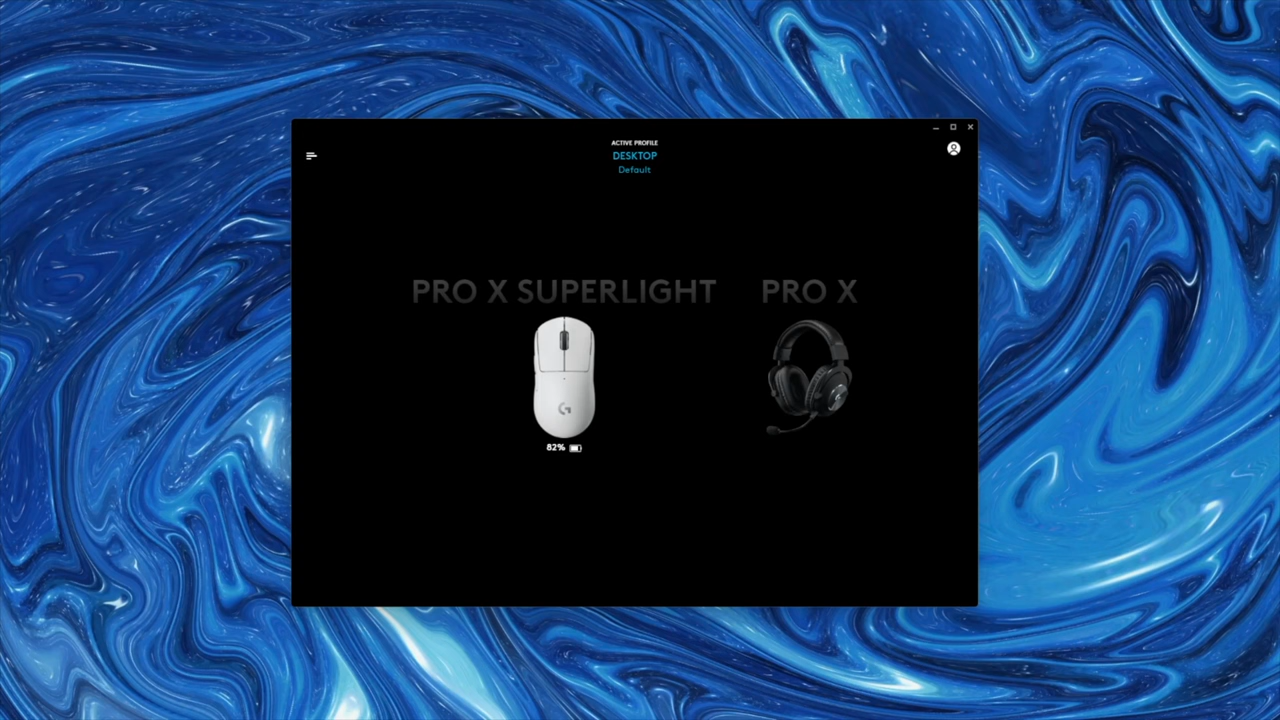 ACTIVE PROFILE
DESKTOP
Default
PRO X SUPERLIGHT
PRO X
82%